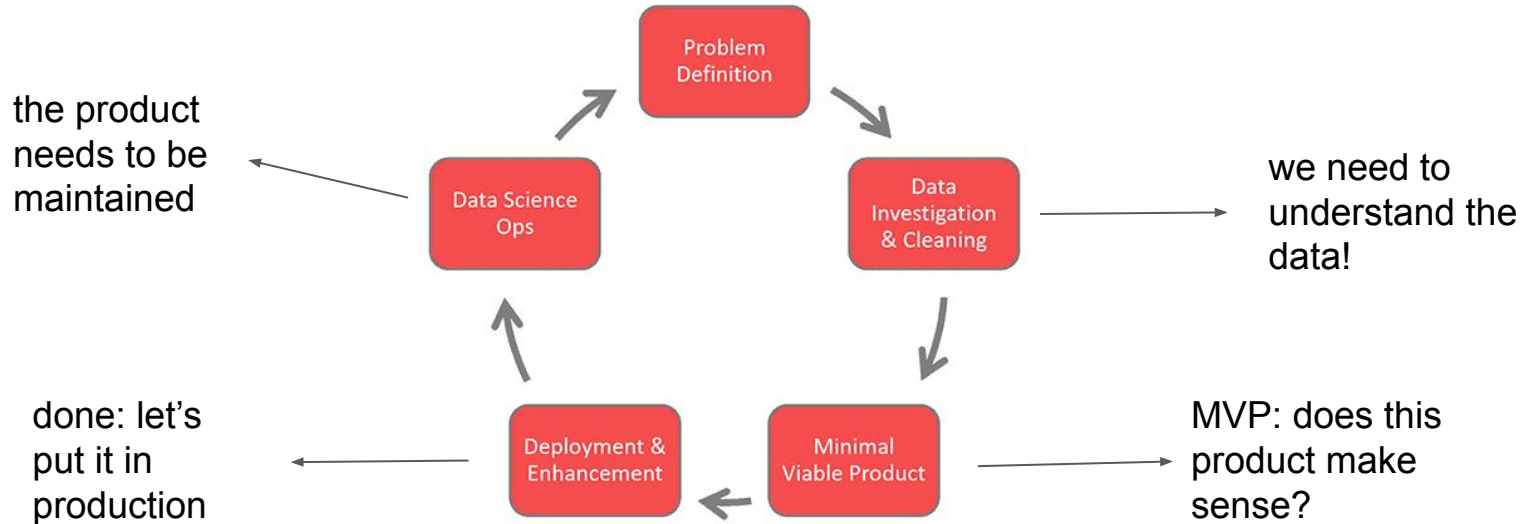 Problem
Definition
the product
needs to be
maintained
Data Science
Ops
Data
Investigation
& Cleaning
we need to
understand the
data!
done: let’s
put it in
production
Deployment &
Enhancement
Minimal
Viable Product
MVP: does this
product make
sense?